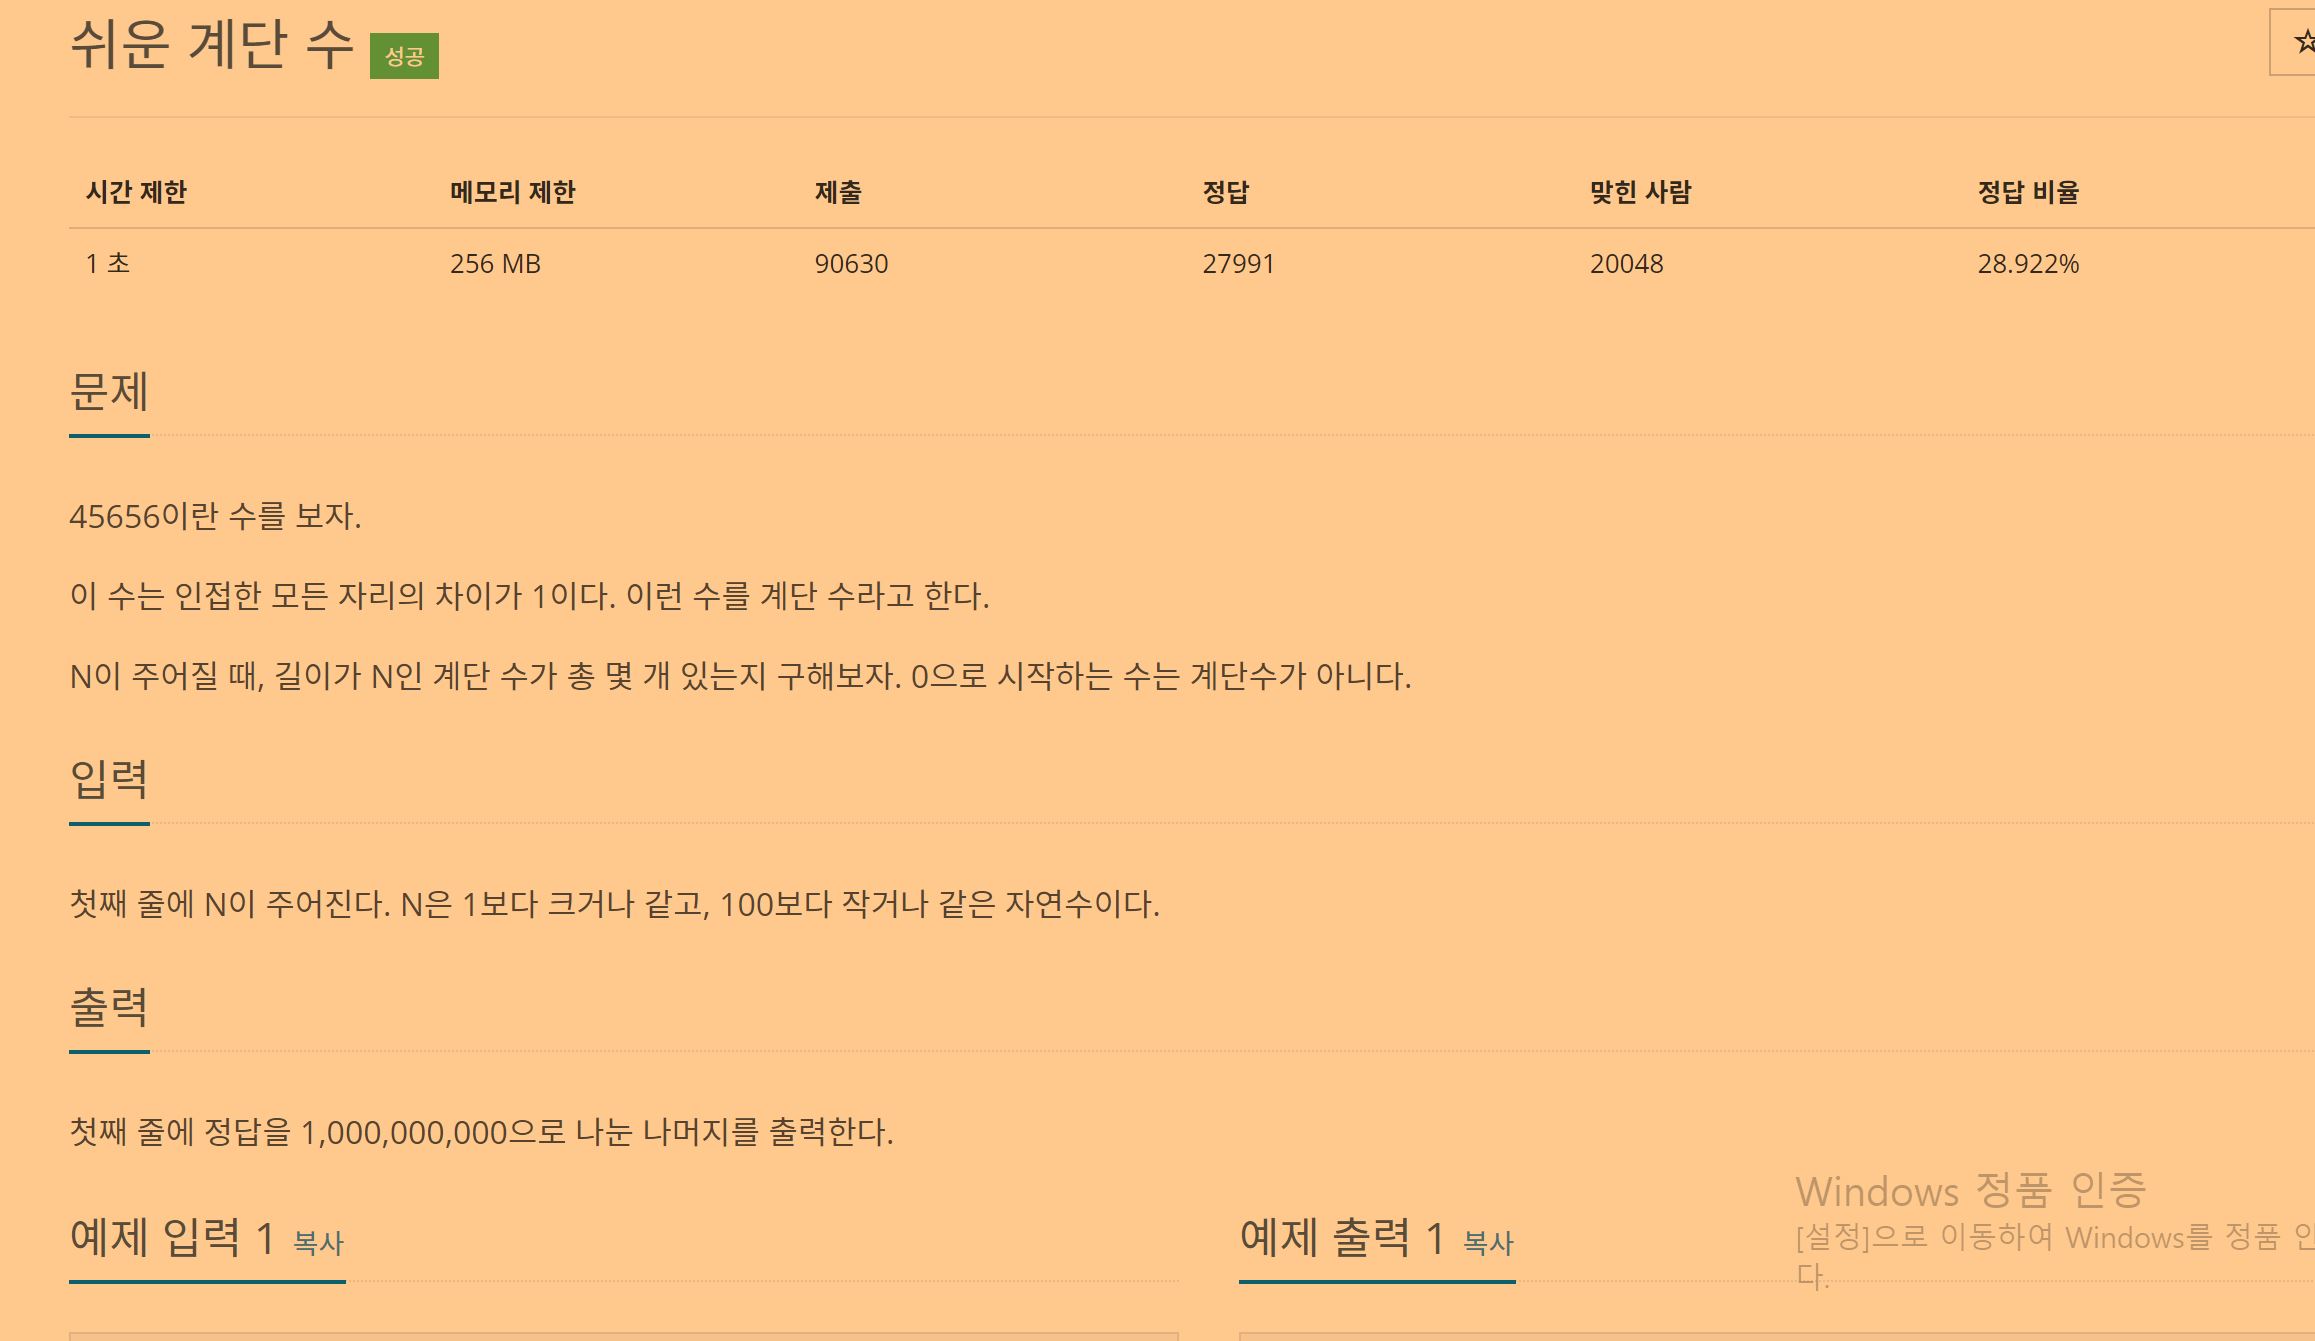 쉬운 계단 수 성공
시간 제한 메모리 제한 제출 정답 맞힌 사람 정답 비율
1 초 256 MB 90630 27991 20048 28.922%
문제
45656이란 수를 보자.
이 수는 인접한 모든 자리의 차이가 1이다. 이런 수를 계단 수라고 한다.
N이 주어질 때, 길이가 N인 계단 수가 총 몇 개 있는지 구해보자. 0으로 시작하는 수는 계단수가 아니다.
입력
첫째 줄에 N이 주어진다. N은 1보다 크거나 같고, 100보다 작거나 같은 자연수이다.
출력
첫째 줄에 정답을 1,000,000,000으로 나눈 나머지를 출력한다.
예제 입력 1 복사
예제 출력 1 복사
Windows 정품 인증
[설정]으로 이동하여 Windows를 정품
다.